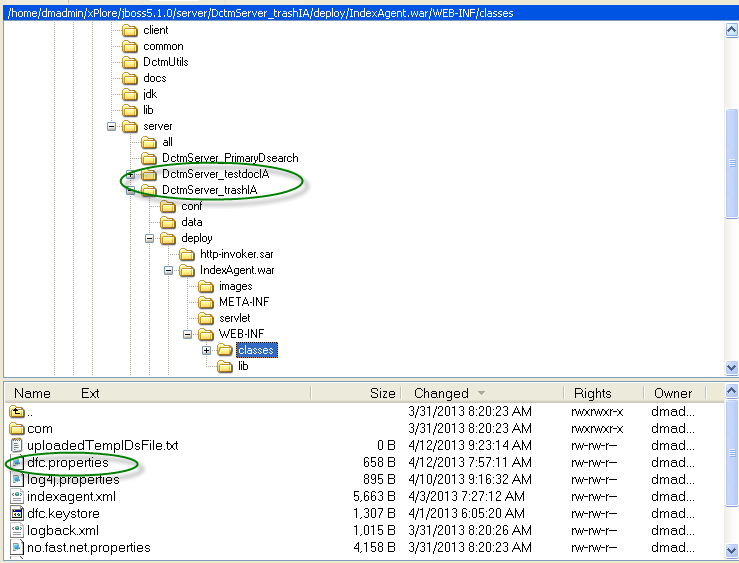 /home/dmadmin/xPlore/jboss5.1.0/server/DctmServer_trashIA/deploy/IndexAgent.war/WEB-INF/classes
client
common
DctmUtils
docs
jdk
lib
server
all
DctmServer_PrimaryDsearch
DctmServer_testdocIA
DctmServer_trashIA
conf
data
deploy
http-invoker.sar
IndexAgent.war
images
META-INF
servlet
WEB-INF
classes
lib
Name Ext Size Changed Rights Owner
.. 3/31/2013 8:20:23 AM rwxrwxr-x dmad...
com 3/31/2013 8:20:23 AM rwxrwxr-x dmad...
uploadedTempIDsFile.txt 0 B 4/12/2013 9:23:14 AM rw-rw-r-- dmad...
dfc.properties 658 B 4/12/2013 7:57:11 AM rw-rw-r-- dmad...
log4j.properties 895 B 4/10/2013 9:16:32 AM rw-rw-r-- dmad...
indexagent.xml 5,663 B 4/3/2013 7:27:12 AM rw-rw-r-- dmad...
dfc.keystore 1,307 B 4/1/2013 6:05:20 AM rw-rw-r-- dmad...
logback.xml 1,015 B 3/31/2013 8:20:26 AM rw-rw-r-- dmad...
no.fast.net.properties 4,158 B 3/31/2013 8:20:23 AM rw-rw-r-- dmad...